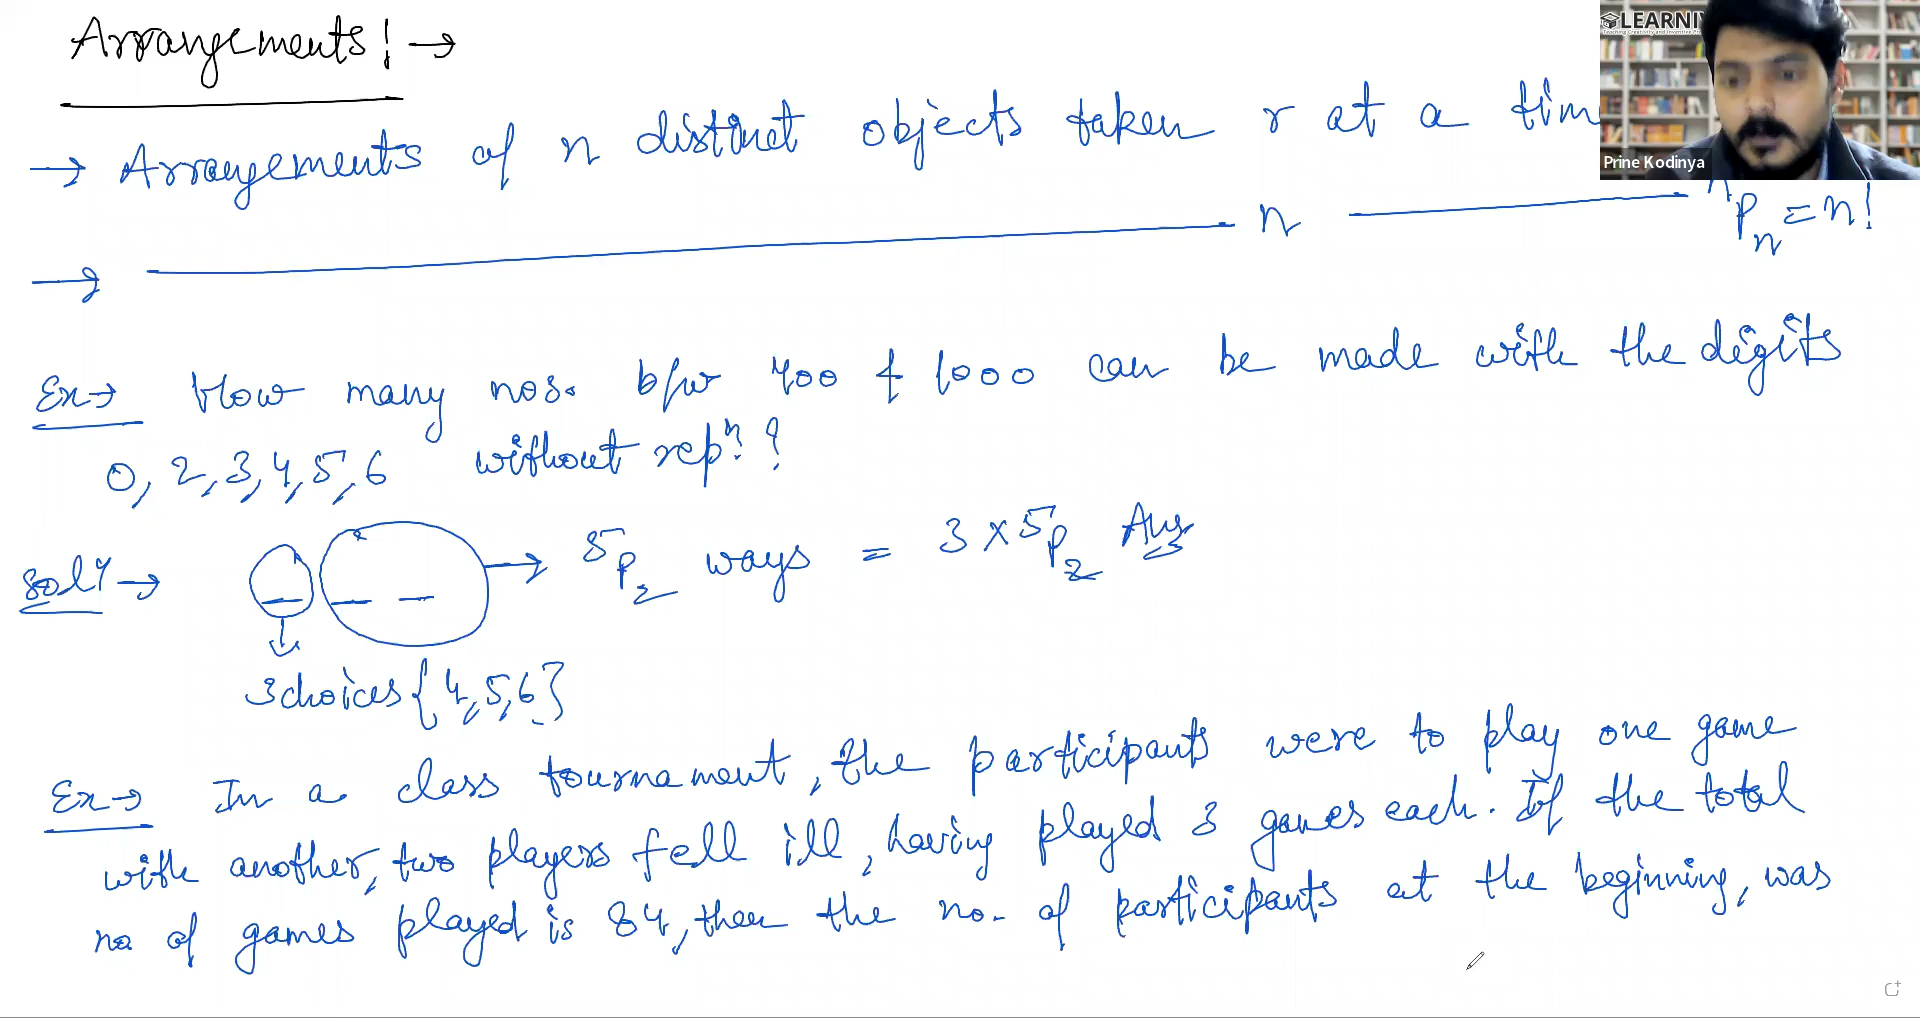 Arrangements! →
LEARNI
→ Arrangements of n distinct objects taken r at a tim
Prine Kodinya
→ ——— n ——— ⁿPₙ = n!
Ex→ How many nos. b/w 400 & 1000 can be made with the digits
0, 2, 3, 4, 5, 6 without repⁿ. ?
Solⁿ → _ _ _ → ⁵P₂ ways = 3 × ⁵P₂ Ans
3 choices {4, 5, 6}
Ex→ In a class tournament, the participants were to play one game
with another, two players fell ill, having played 3 games each. If the total
no of games played is 84, then the no. of participants at the beginning, was